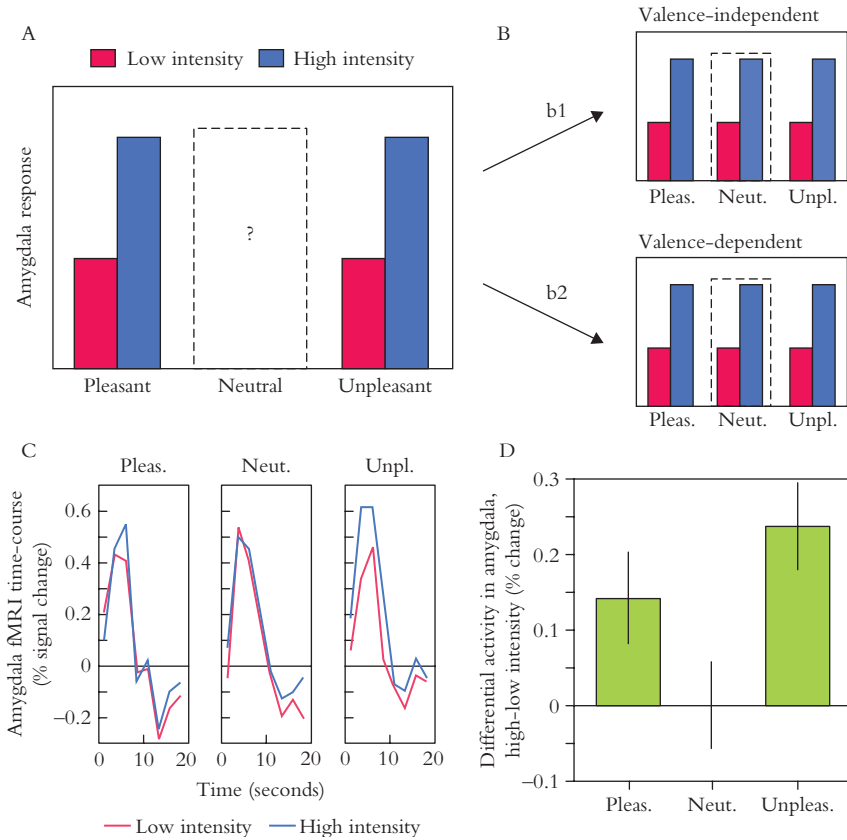 A
Low intensity
High intensity
Amygdala response
?
Pleasant
Neutral
Unpleasant
B
Valence-independent
b1
Pleas.
Neut.
Unpl.
Valence-dependent
b2
Pleas.
Neut.
Unpl.
C
Pleas.
Neut.
Unpl.
Amygdala fMRI time-course
(% signal change)
0.6
0.4
0.2
0
−0.2
0 10 20
0 10 20
0 10 20
Time (seconds)
Low intensity
High intensity
D
Differential activity in amygdala,
high-low intensity (% change)
0.3
0.2
0.1
0
−0.1
Pleas.
Neut.
Unpleas.